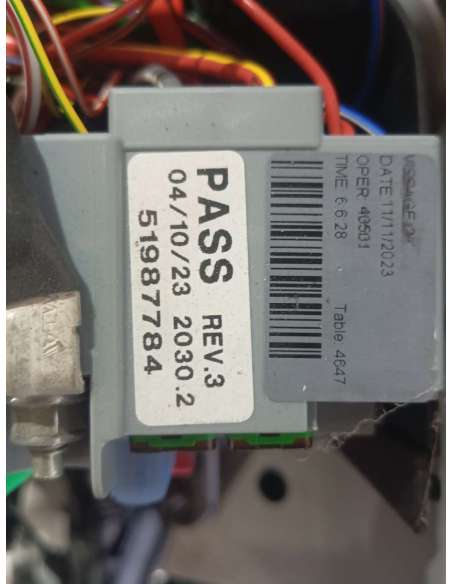 PASS REV.3
04/10/23 2030.2
51987784
DATE 11/11/2023
OPER: 40501
TIME: 6.6.28 Table: 4647